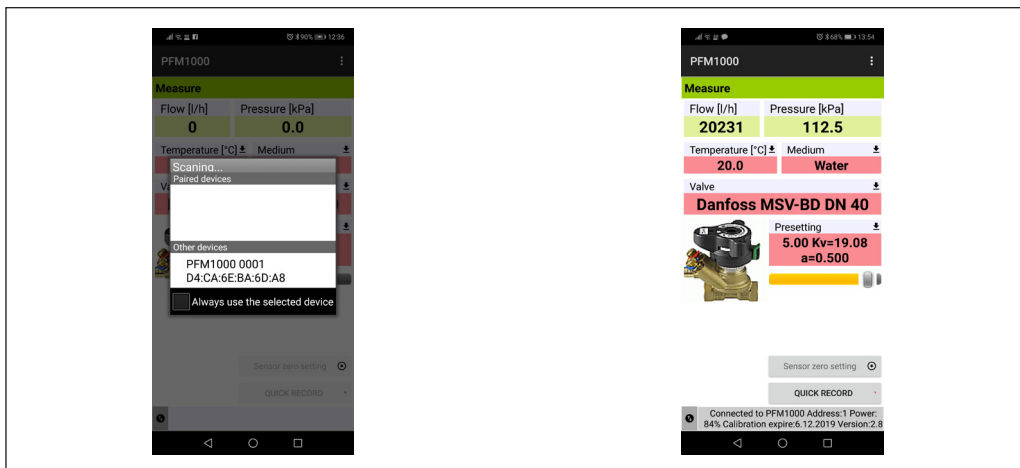 90% 12:36
PFM1000
Measure
Flow [l/h] Pressure [kPa]
0 0.0
Temperature [°C] Medium
Scaning...
Paired devices
Va
Other devices
PFM1000 0001
D4:CA:6E:BA:6D:A8
Always use the selected device
Sensor zero setting
QUICK RECORD
68% 13:54
PFM1000
Measure
Flow [l/h] Pressure [kPa]
20231 112.5
Temperature [°C] Medium
20.0 Water
Valve
Danfoss MSV-BD DN 40
Presetting
5.00 Kv=19.08
a=0.500
Sensor zero setting
QUICK RECORD
Connected to PFM1000 Address:1 Power:
84% Calibration expire:6.12.2019 Version:2.8